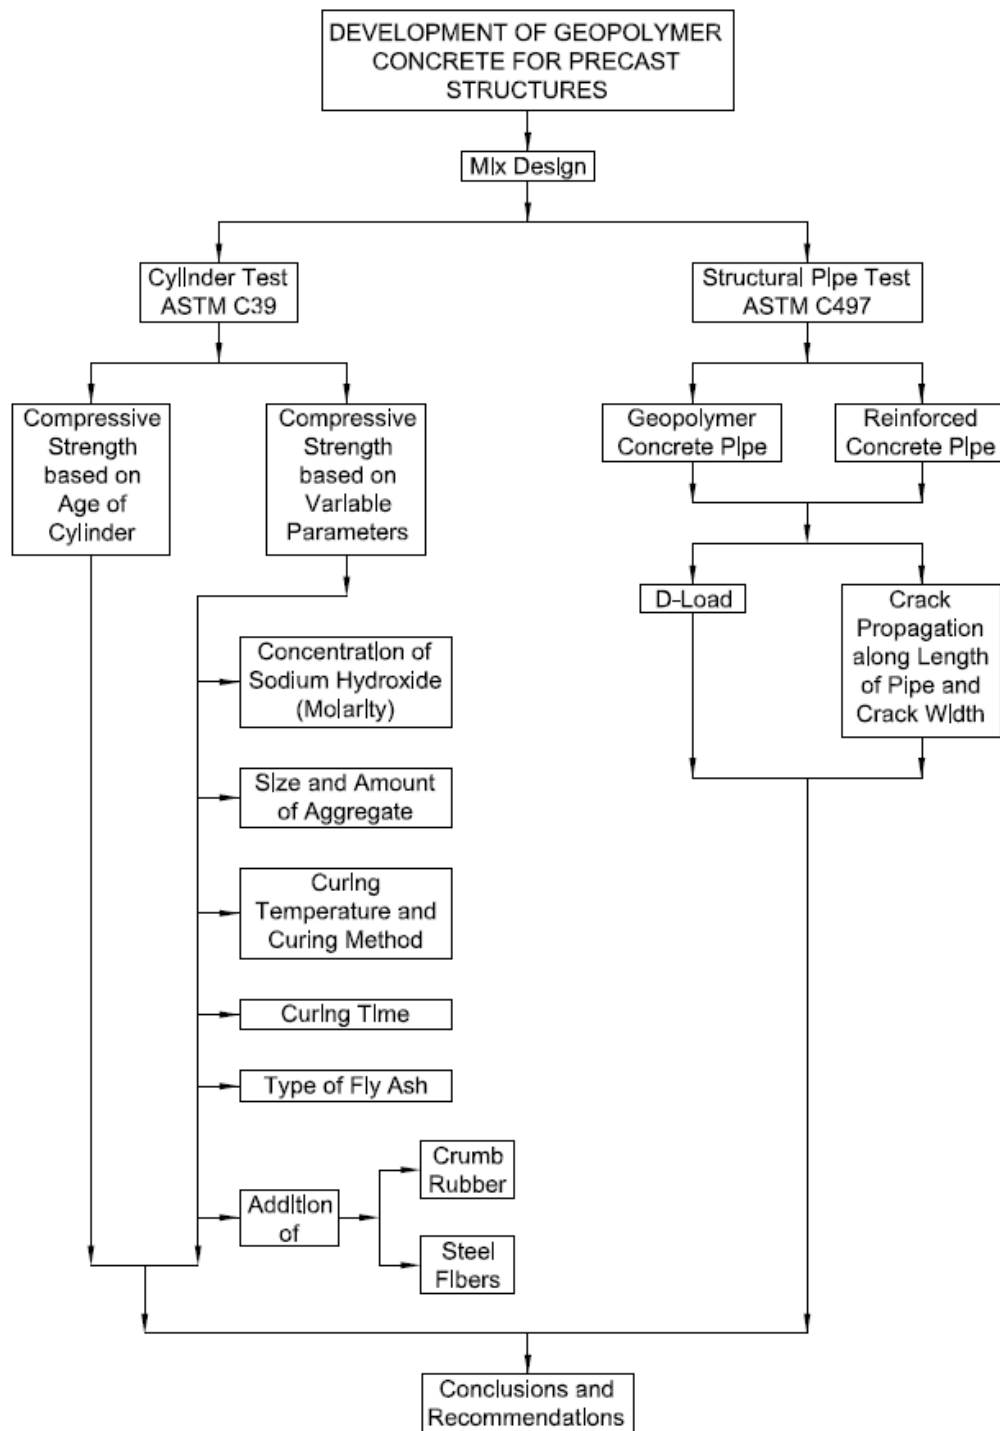 DEVELOPMENT OF GEOPOLYMER
CONCRETE FOR PRECAST
STRUCTURES
Mix Design
Cylinder Test
ASTM C39
Structural Pipe Test
ASTM C497
Compressive
Strength
based on
Age of
Cylinder
Compressive
Strength
based on
Variable
Parameters
Geopolymer
Concrete Pipe
Reinforced
Concrete Pipe
D-Load
Crack
Propagation
along Length
of Pipe and
Crack Width
Concentration of
Sodium Hydroxide
(Molarity)
Size and Amount
of Aggregate
Curing
Temperature and
Curing Method
Curing Time
Type of Fly Ash
Addition
of
Crumb
Rubber
Steel
Fibers
Conclusions and
Recommendations